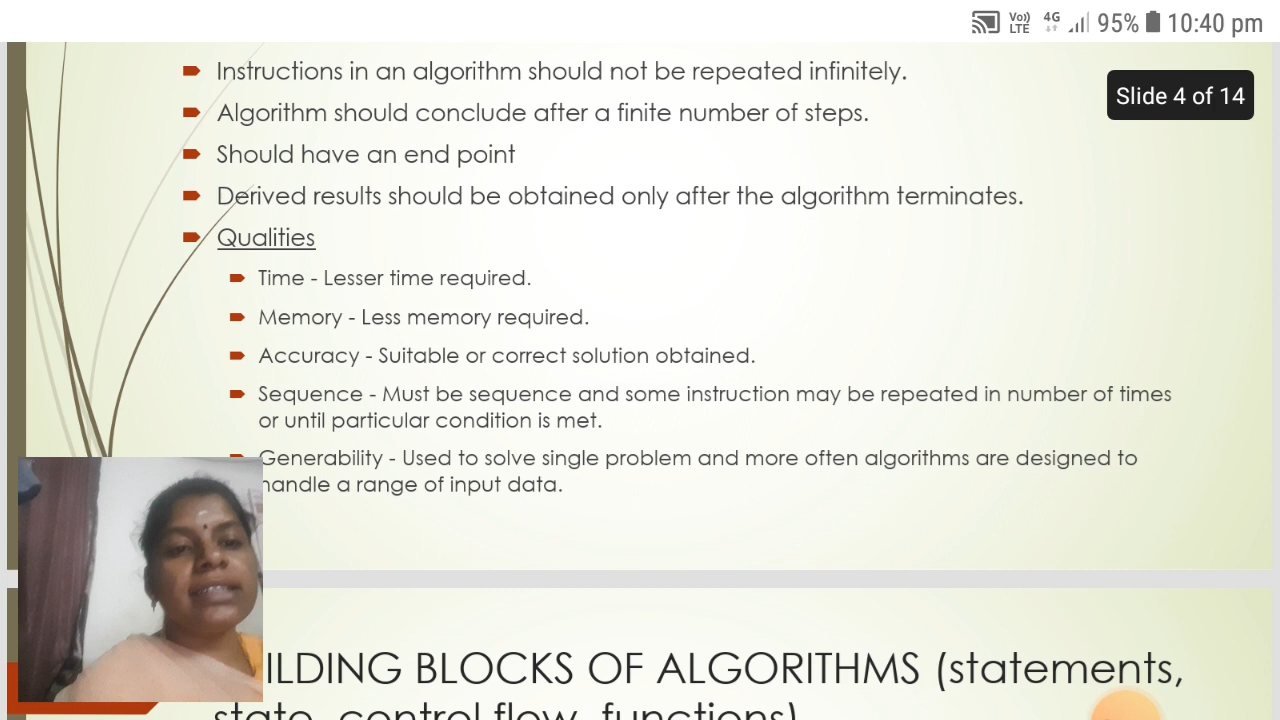 Vo)) LTE 4G 95% 10:40 pm
Instructions in an algorithm should not be repeated infinitely.
Slide 4 of 14
Algorithm should conclude after a finite number of steps.
Should have an end point
Derived results should be obtained only after the algorithm terminates.
Qualities
Time - Lesser time required.
Memory - Less memory required.
Accuracy - Suitable or correct solution obtained.
Sequence - Must be sequence and some instruction may be repeated in number of times
or until particular condition is met.
Generability - Used to solve single problem and more often algorithms are designed to
handle a range of input data.
ILDING BLOCKS OF ALGORITHMS (statements,
state, control flow, functions)